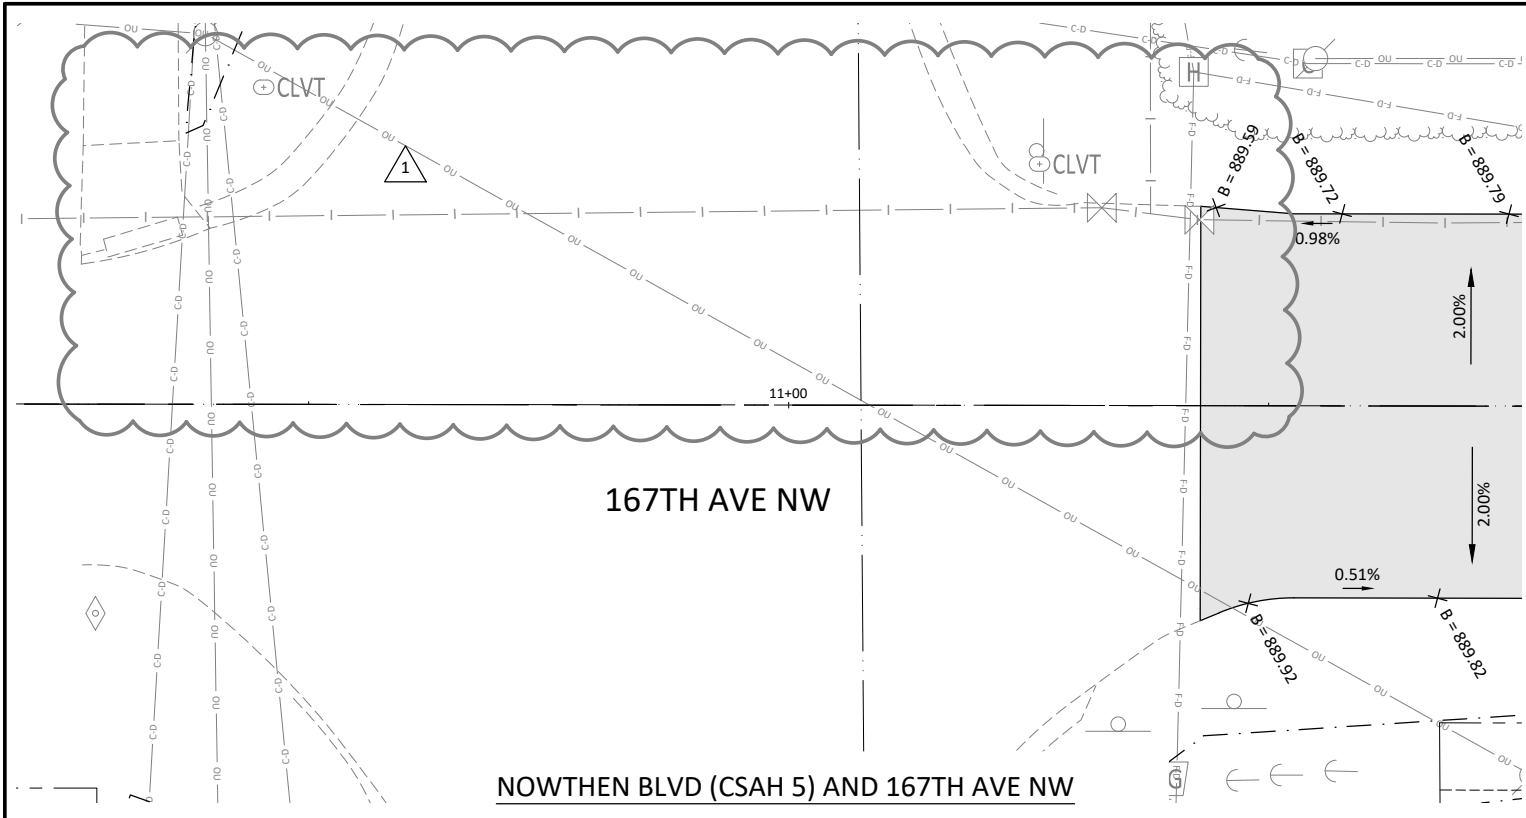 CLVT
1
CLVT
H
B = 889.59
B = 889.72
B = 889.79
0.98%
2.00%
11+00
167TH AVE NW
2.00%
0.51%
B = 889.92
B = 889.82
G
NOWTHEN BLVD (CSAH 5) AND 167TH AVE NW
OU
C-D
F-D
I